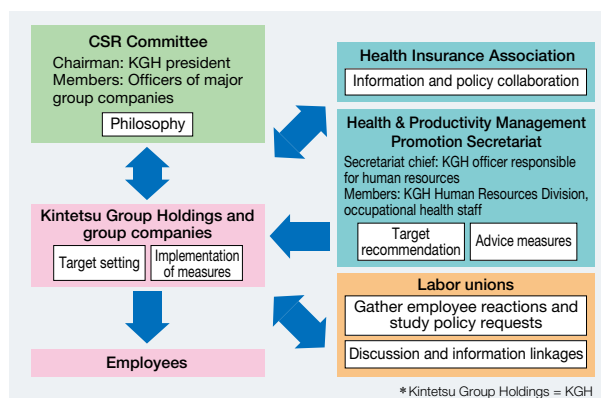 CSR Committee
Chairman: KGH president
Members: Officers of major
group companies
Philosophy
Kintetsu Group Holdings and
group companies
Target setting
Implementation
of measures
Employees
Health Insurance Association
Information and policy collaboration
Health & Productivity Management
Promotion Secretariat
Secretariat chief: KGH officer responsible
for human resources
Members: KGH Human Resources Division,
occupational health staff
Target
recommendation
Advice measures
Labor unions
Gather employee reactions and
study policy requests
Discussion and information linkages
*Kintetsu Group Holdings = KGH